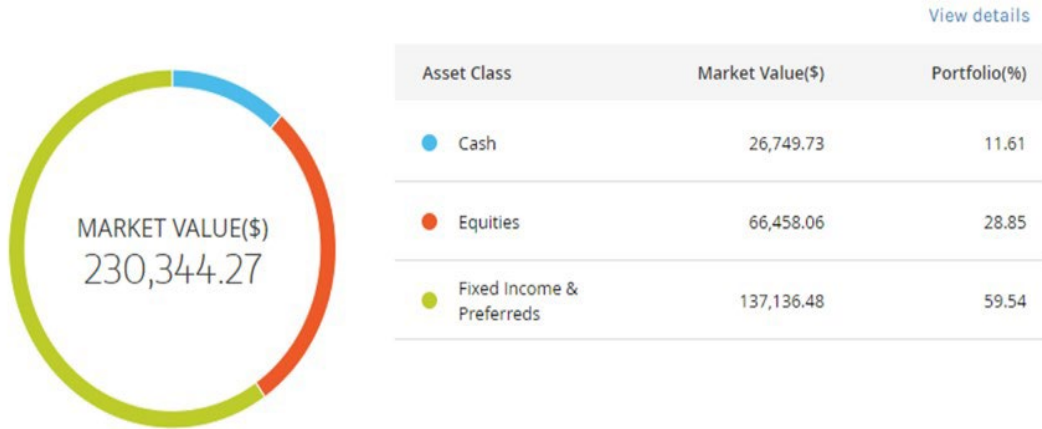 View details
MARKET VALUE($)
230,344.27
Asset Class Market Value($) Portfolio(%)
Cash 26,749.73 11.61
Equities 66,458.06 28.85
Fixed Income &
Preferreds 137,136.48 59.54